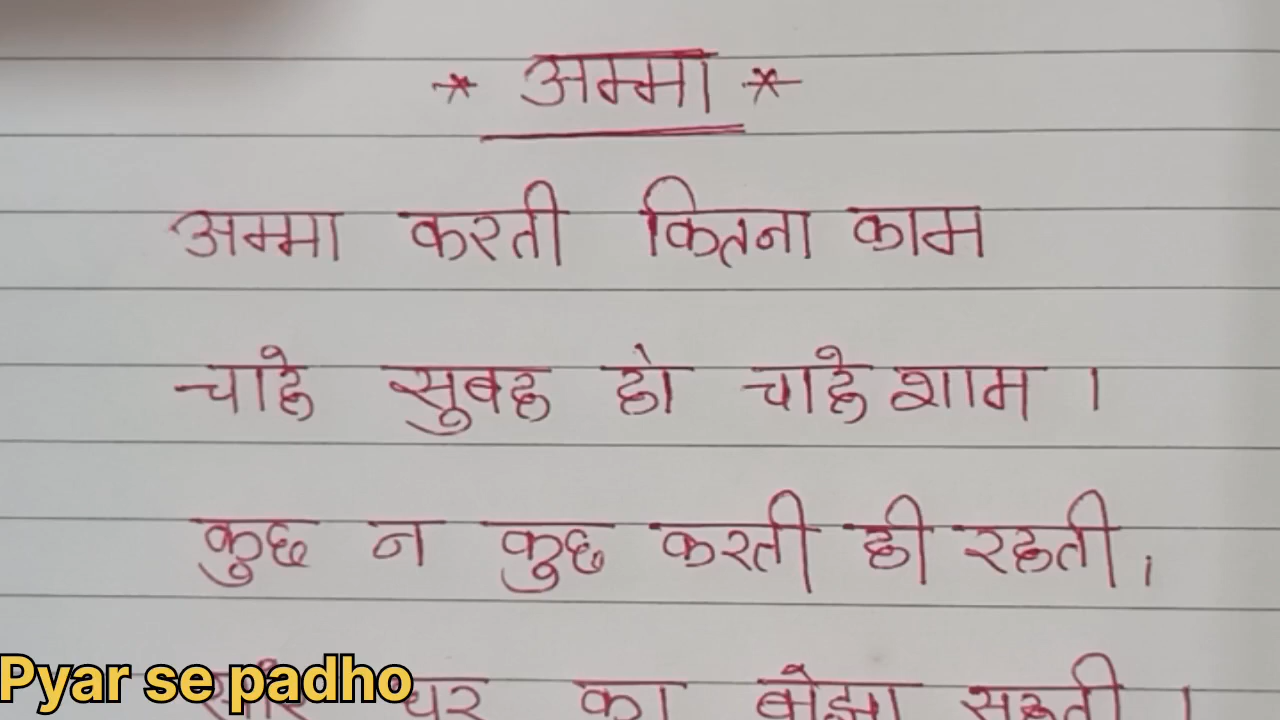 * अम्मा *
अम्मा करती कितना काम
चाहे सुबह हो चाहे शाम ।
कुछ न कुछ करती ही रहती ।
सारे घर का बोझा सहती ।
Pyar se padho